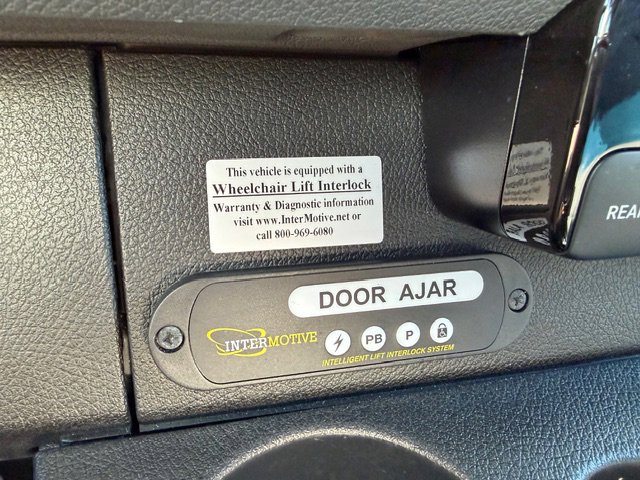 This vehicle is equipped with a
Wheelchair Lift Interlock
Warranty & Diagnostic information
visit www.InterMotive.net or
call 800-969-6080
REA
DOOR AJAR
INTERMOTIVE
PB
P
INTELLIGENT LIFT INTERLOCK SYSTEM